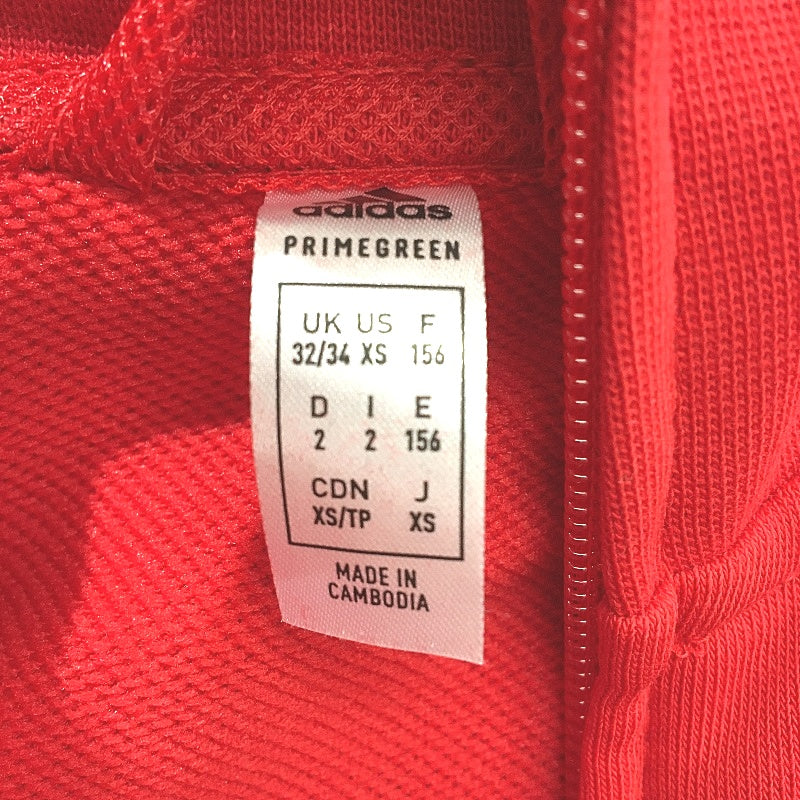 adidas
PRIMEGREEN
UK US F
32/34 XS 156
D I E
2 2 156
CDN J
XS/TP XS
MADE IN
CAMBODIA